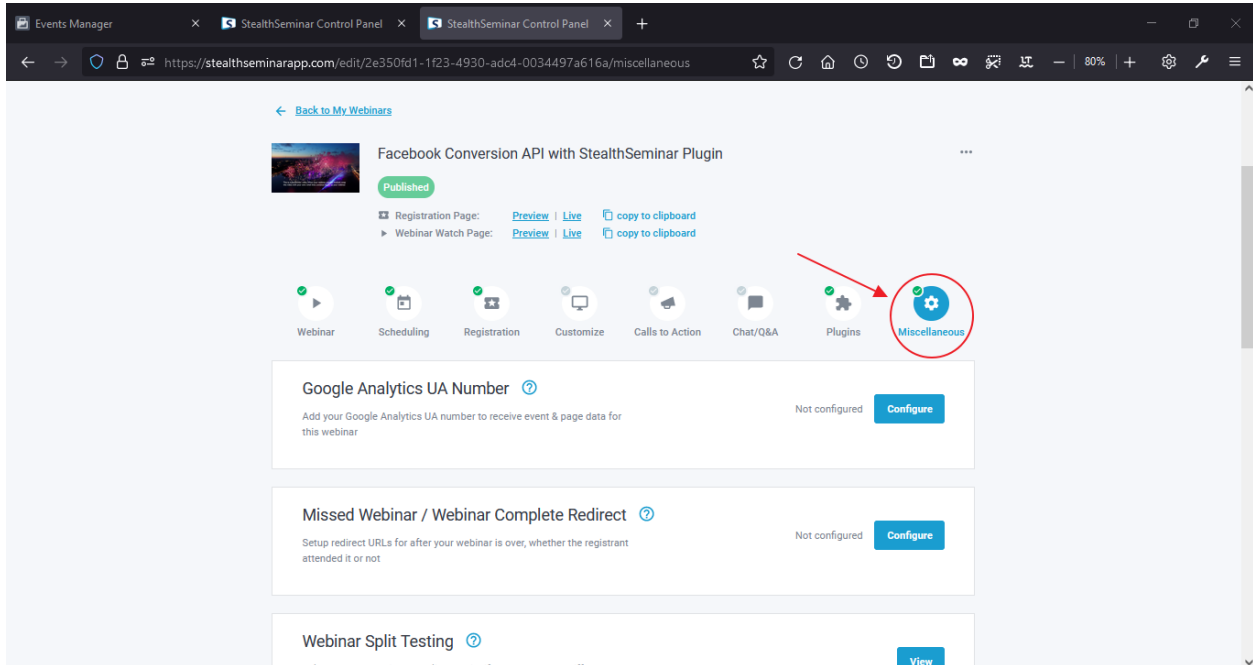 Events Manager
StealthSeminar Control Panel
StealthSeminar Control Panel
https://stealthseminarapp.com/edit/2e350fd1-1f23-4930-adc4-0034497a616a/miscellaneous
80%
Back to My Webinars
Facebook Conversion API with StealthSeminar Plugin
Published
Registration Page: Preview | Live copy to clipboard
Webinar Watch Page: Preview | Live copy to clipboard
Webinar Scheduling Registration Customize Calls to Action Chat/Q&A Plugins Miscellaneous
Google Analytics UA Number
Add your Google Analytics UA number to receive event & page data for
this webinar
Not configured Configure
Missed Webinar / Webinar Complete Redirect
Setup redirect URLs for after your webinar is over, whether the registrant
attended it or not
Not configured Configure
Webinar Split Testing
View